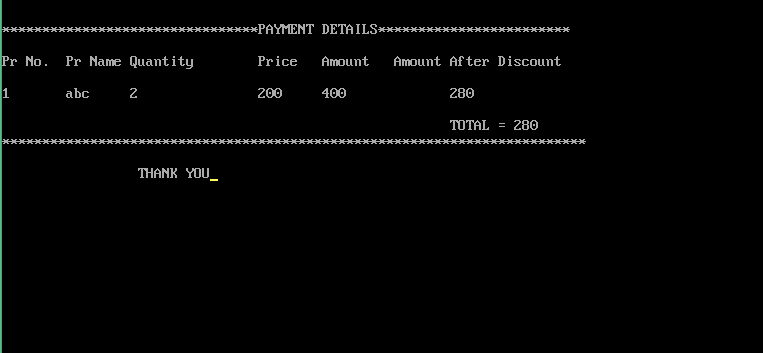 ********************************PAYMENT DETAILS************************
Pr No. Pr Name Quantity Price Amount Amount After Discount
1 abc 2 200 400 280
TOTAL = 280
*************************************************************************
THANK YOU_